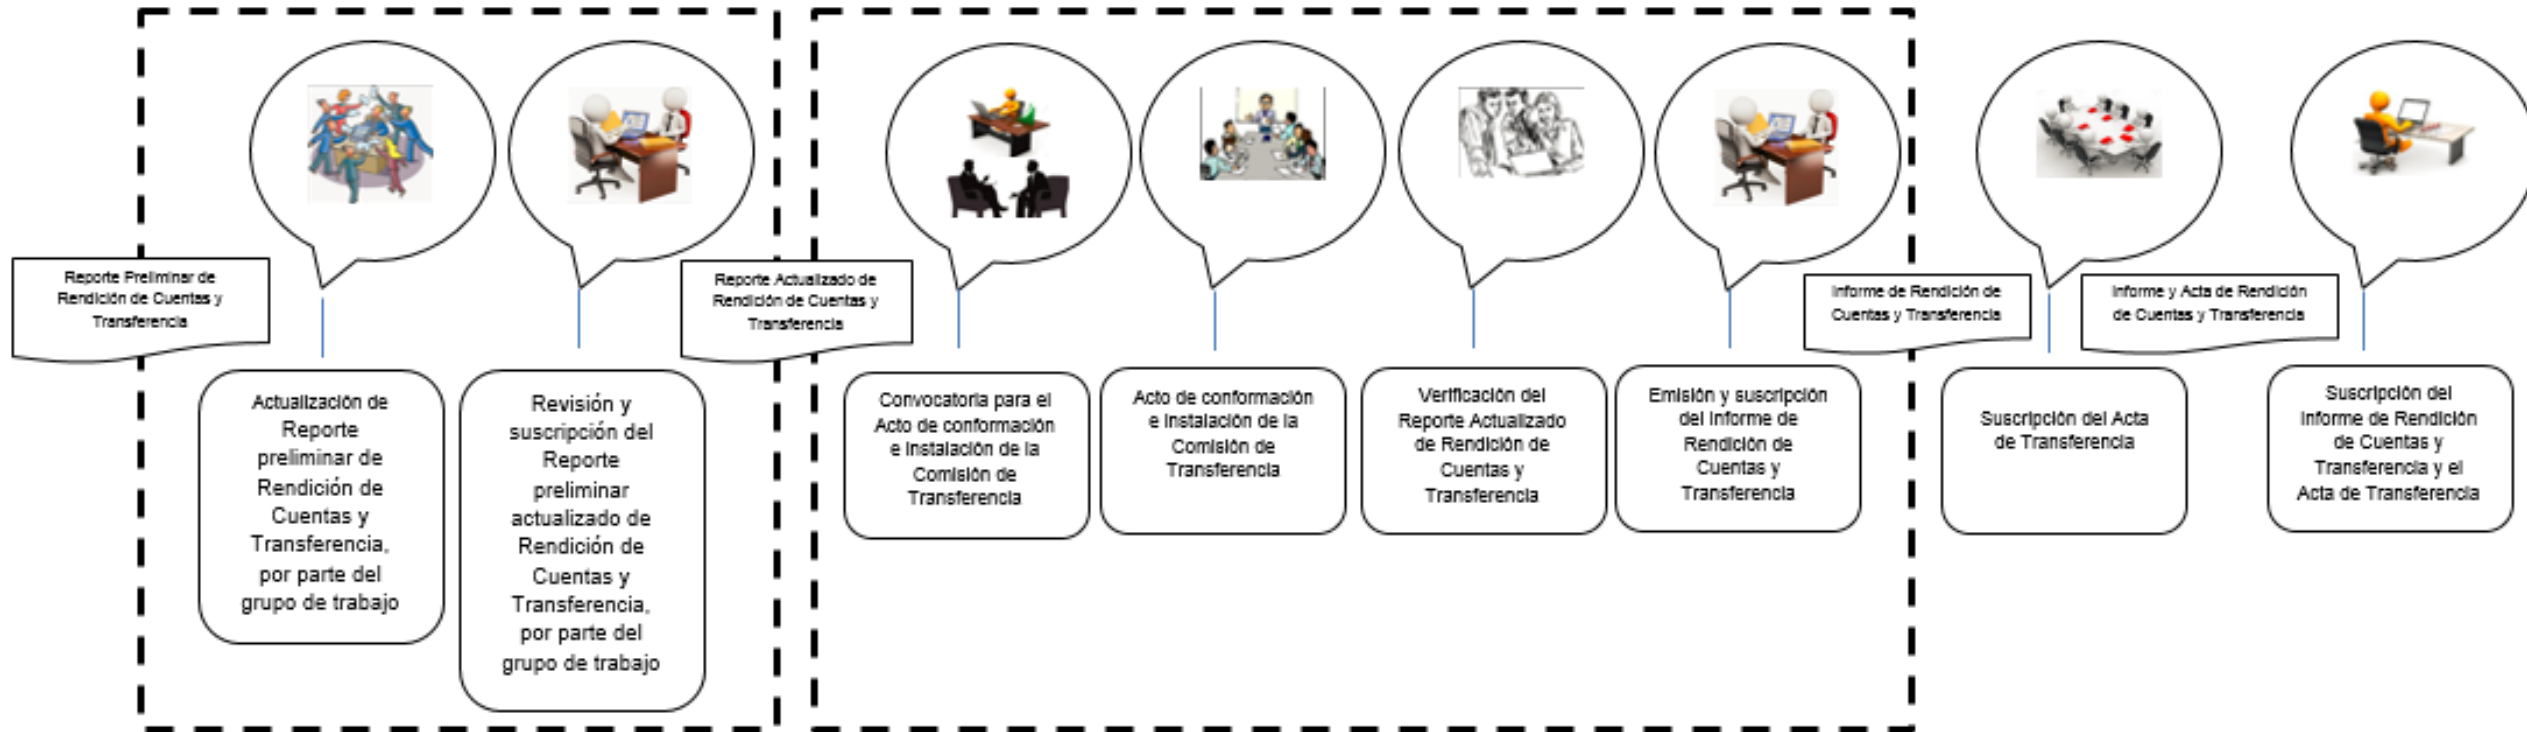 Reporte Preliminar de
Rendición de Cuentas y
Transferencia
Reporte Actualizado de
Rendición de Cuentas y
Transferencia
Informe de Rendición de
Cuentas y Transferencia
Informe y Acta de Rendición
de Cuentas y Transferencia
Actualización de
Reporte
preliminar de
Rendición de
Cuentas y
Transferencia,
por parte del
grupo de trabajo
Revisión y
suscripción del
Reporte
preliminar
actualizado de
Rendición de
Cuentas y
Transferencia,
por parte del
grupo de trabajo
Convocatoria para el
Acto de conformación
e Instalación de la
Comisión de
Transferencia
Acto de conformación
e Instalación de la
Comisión de
Transferencia
Verificación del
Reporte Actualizado
de Rendición de
Cuentas y
Transferencia
Emisión y suscripción
del Informe de
Rendición de
Cuentas y
Transferencia
Suscripción del Acta
de Transferencia
Suscripción del
Informe de Rendición
de Cuentas y
Transferencia y el
Acta de Transferencia